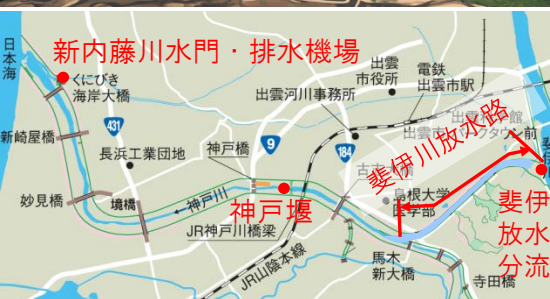 日本海
新内藤川水門・排水機場
くにびき
海岸大橋
出雲
市役所
電鉄
出雲市駅
出雲河川事務所
新崎屋橋
431
長浜工業団地
神戸橋
9
184
斐伊川放水路
妙見橋
境橋
←神戸川
神戸堰
JR神戸川橋梁
島根大学
医学部
斐伊
放水
分流
JR山陰本線
馬木
新大橋
寺田橋